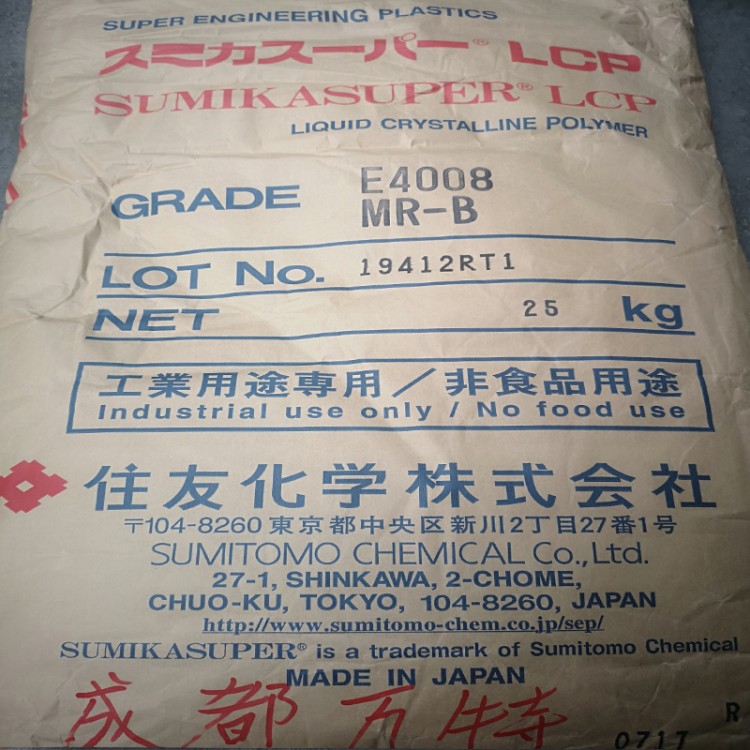 SUPER ENGINEERING PLASTICS
スミカスーパー® LCP
SUMIKASUPER® LCP
LIQUID CRYSTALLINE POLYMER
GRADE E4008
MR-B
LOT No. 19412RT1
NET 25 kg
工業用途専用／非食品用途
Industrial use only / No food use
住友化学株式会社
〒104-8260 東京都中央区新川2丁目27番1号
SUMITOMO CHEMICAL Co.,Ltd.
27-1, SHINKAWA, 2-CHOME,
CHUO-KU, TOKYO, 104-8260, JAPAN
http://www.sumitomo-chem.co.jp/sep/
SUMIKASUPER® is a trademark of Sumitomo Chemical
MADE IN JAPAN
成都万特
R-
0717